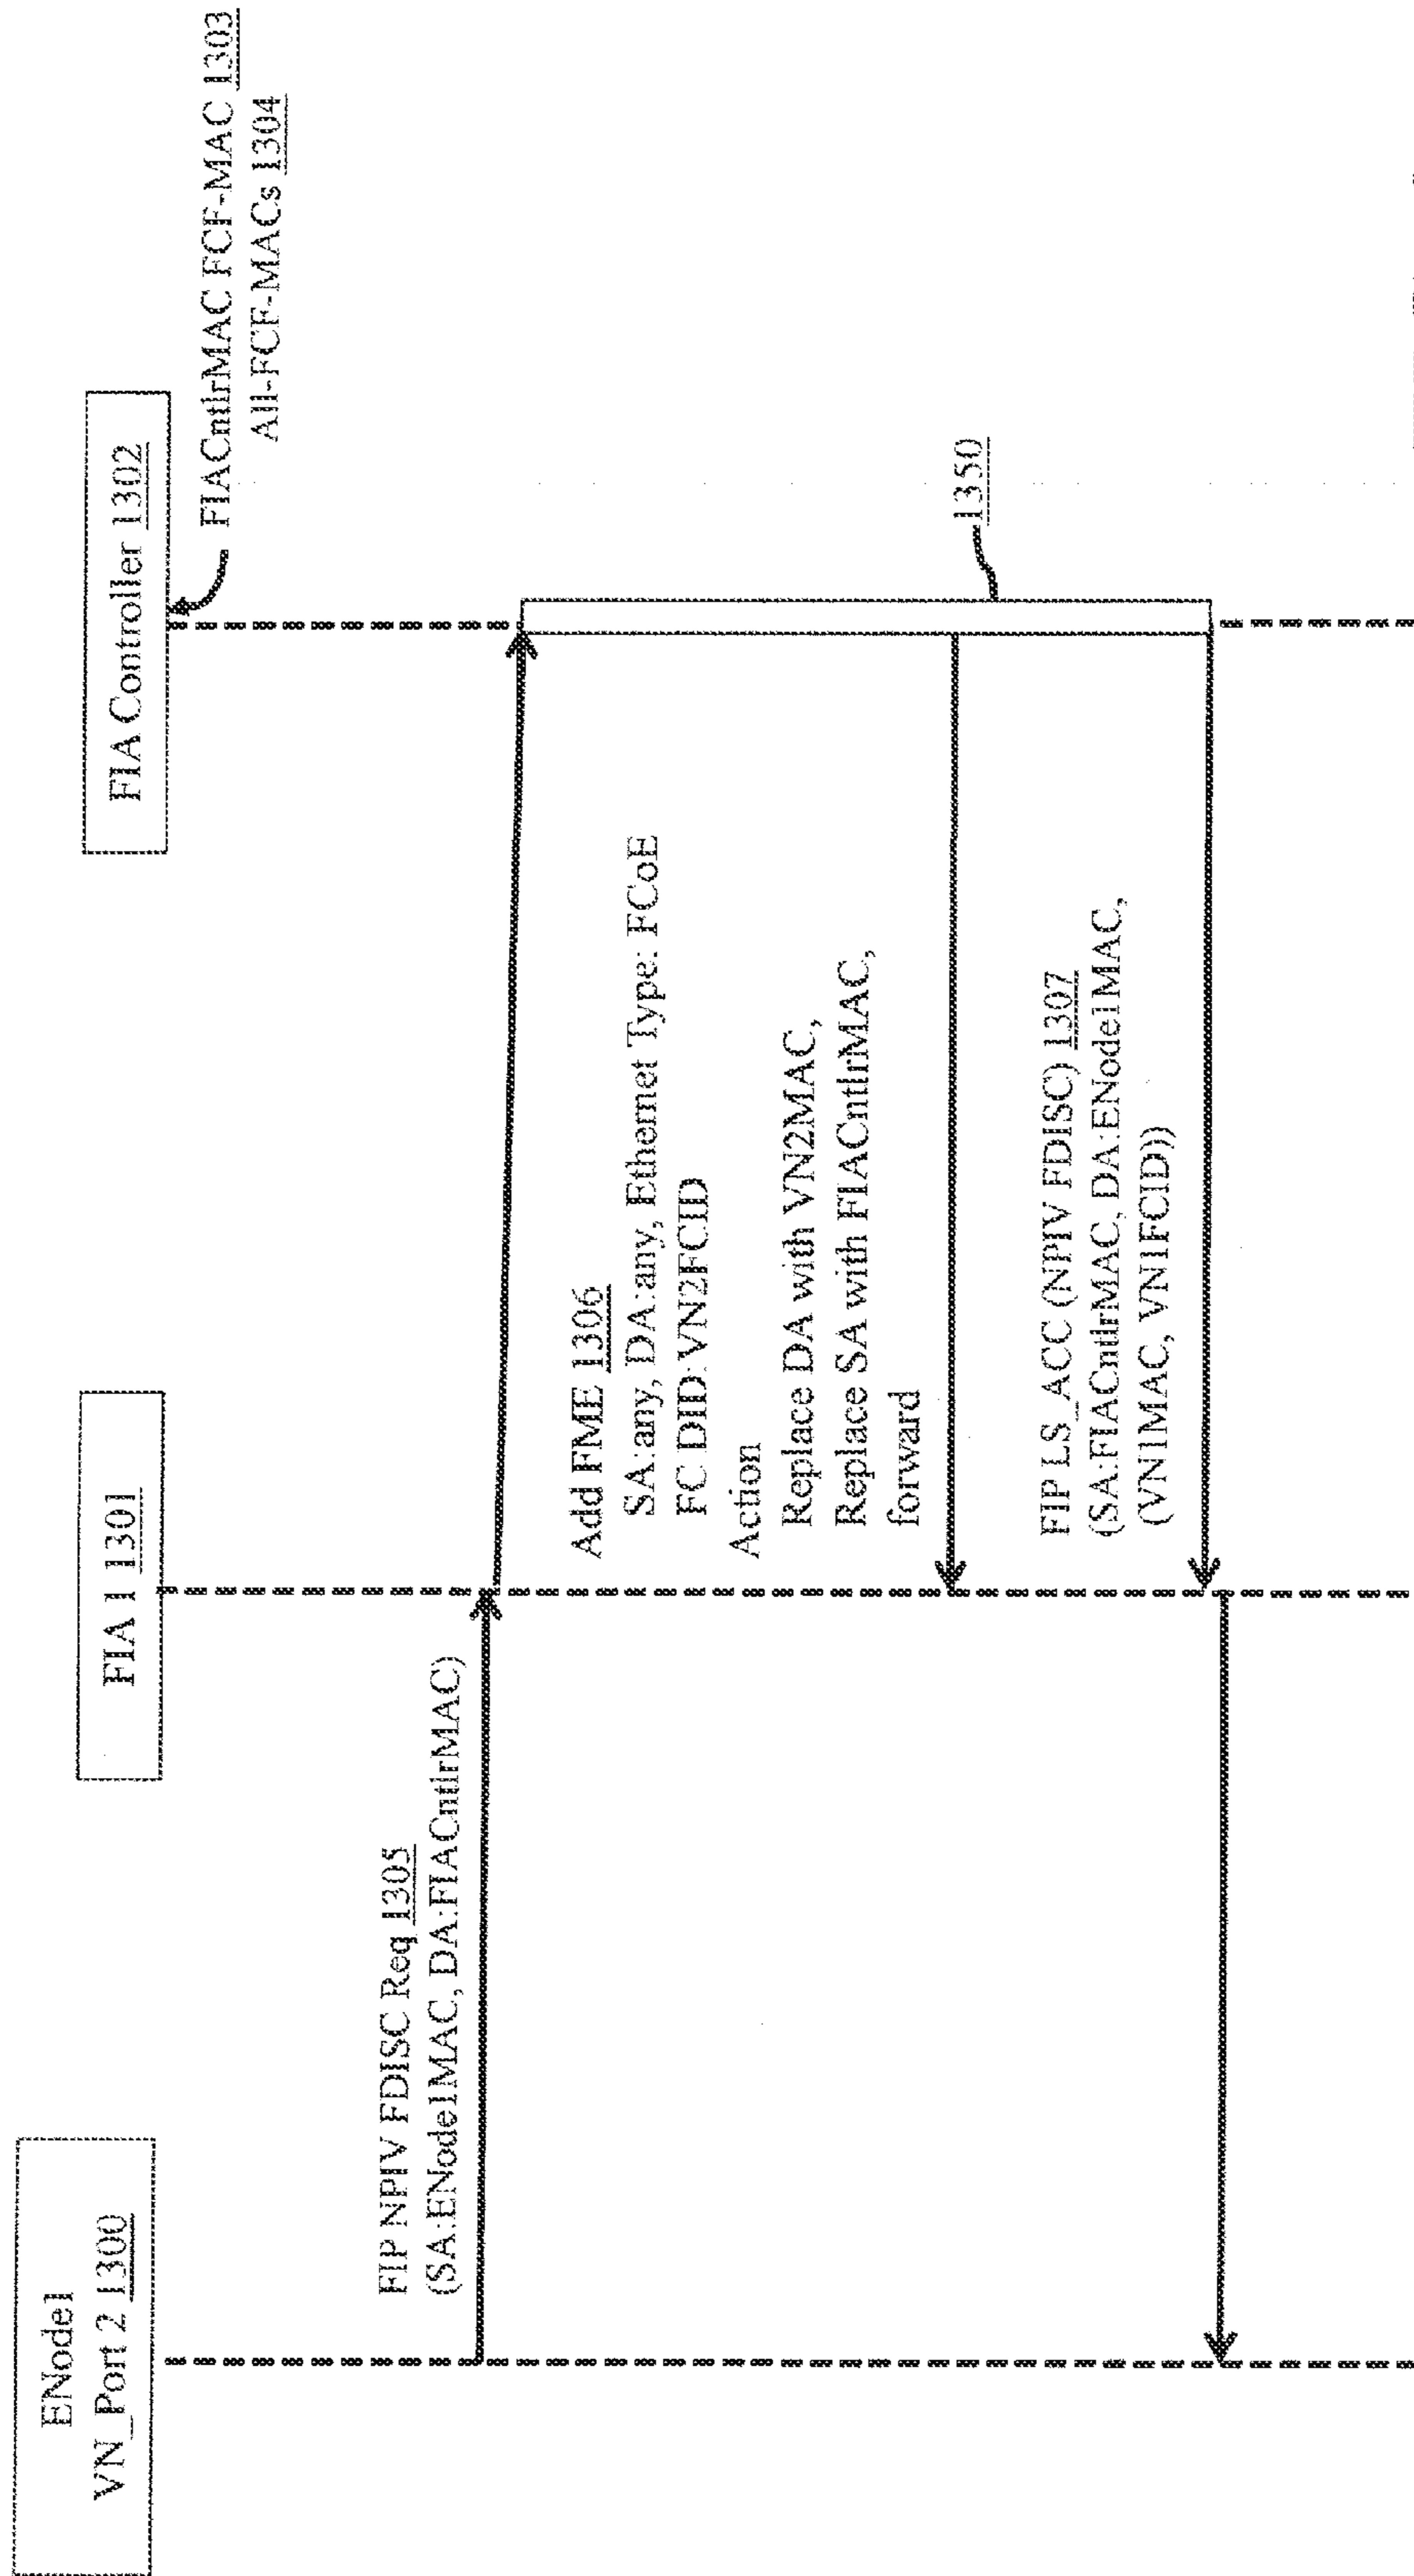 ENode1
VN_Port 2 1300
FIA 1 1301
FIA Controller 1302
FIACntlrMAC FCF-MAC 1303
All-FCF-MACs 1304
FIP NPIV FDISC Req 1305
(SA:ENode1MAC, DA:FIACntlrMAC)
Add FME 1306
SA:any, DA:any, Ethernet Type: FCoE
FC DID:VN2FCID
Action
Replace DA with VN2MAC,
Replace SA with FIACntlrMAC,
forward
1350
FIP LS_ACC (NPIV FDISC) 1307
(SA:FIACntlrMAC, DA:ENode1MAC,
(VN1MAC, VN1FCID))